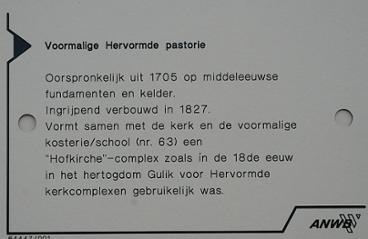 Voormalige Hervormde pastorie
Oorspronkelijk uit 1705 op middeleeuwse
fundamenten en kelder.
Ingrijpend verbouwd in 1827.
Vormt samen met de kerk en de voormalige
kosterie/school (nr. 63) een
"Hofkirche"-complex zoals in de 18de eeuw
in het hertogdom Gulik voor Hervormde
kerkcomplexen gebruikelijk was.
ANWB